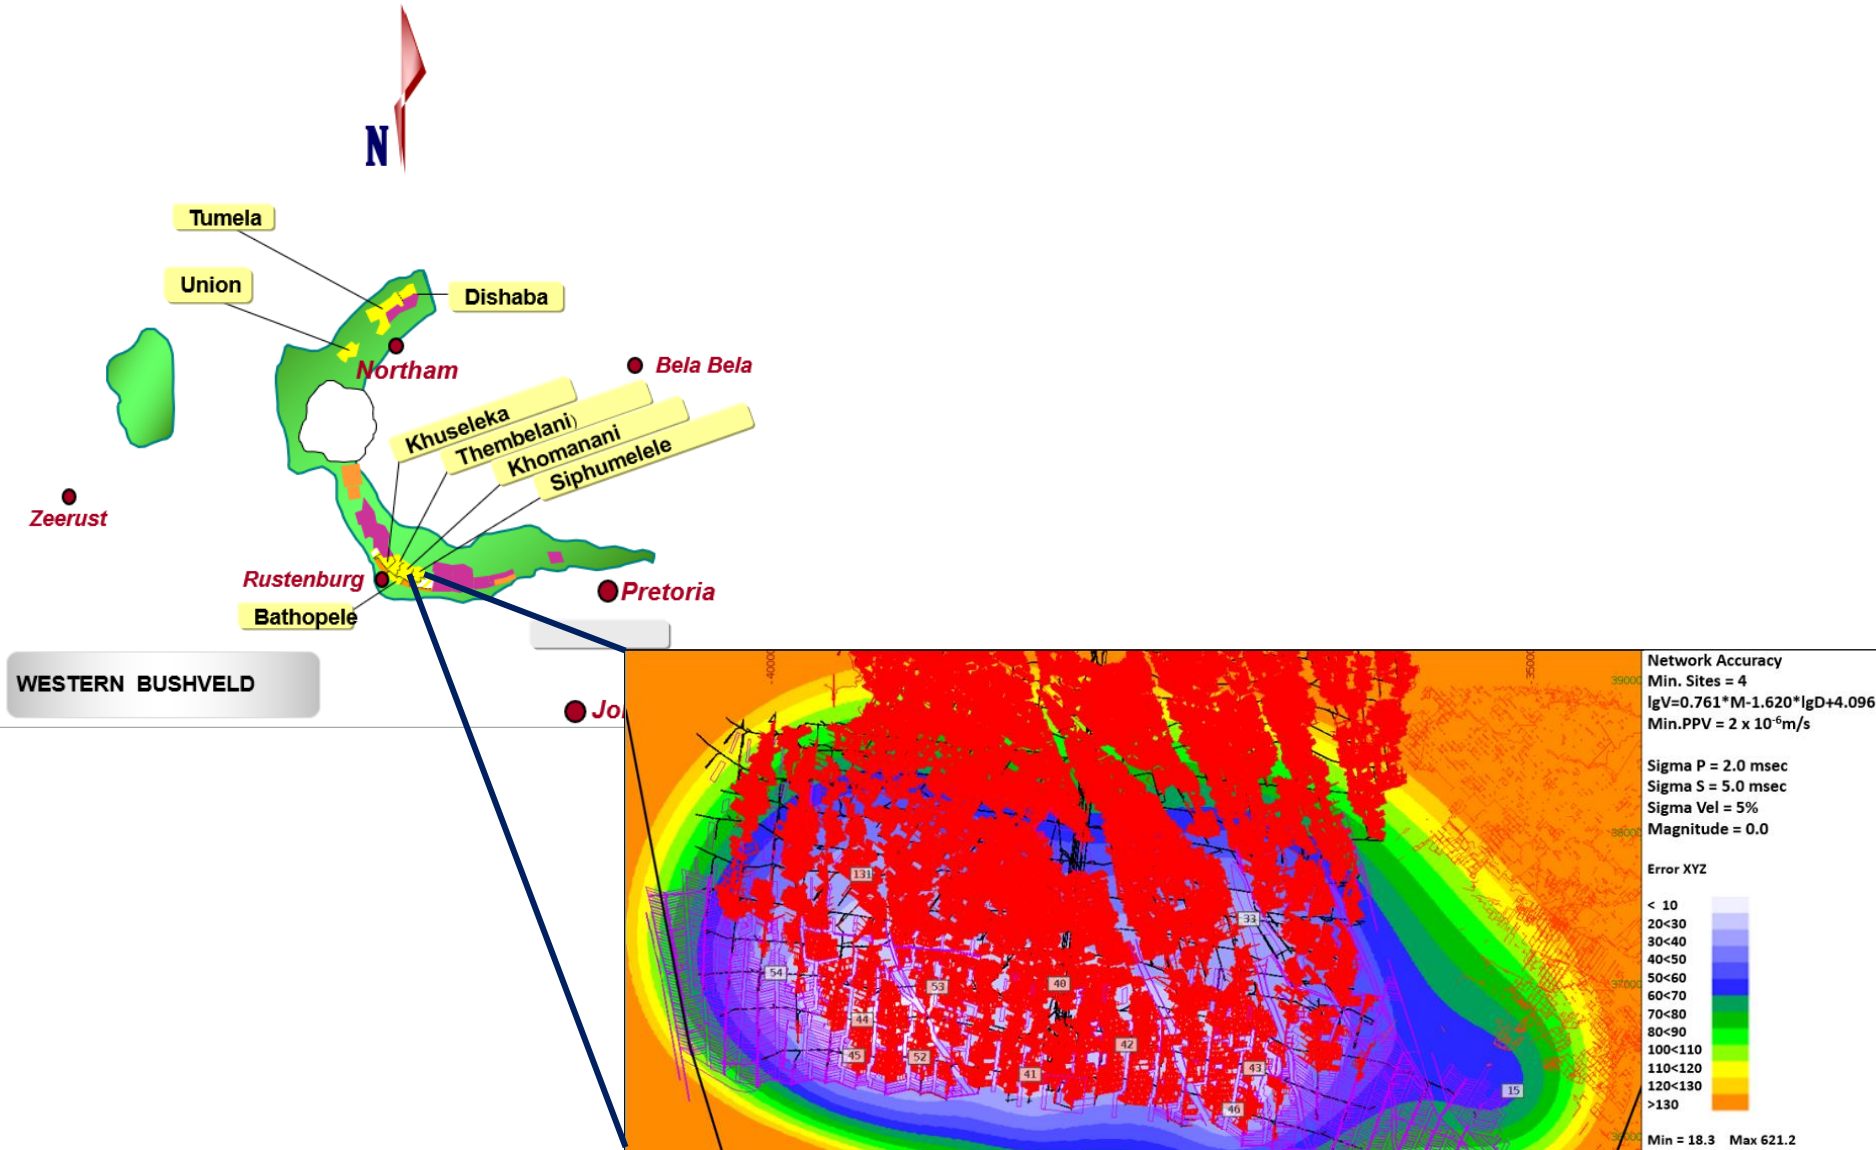 N
Tumela
Union
Dishaba
Northam
Bela Bela
Khuseleka
Thembelani)
Khomanani
Siphumelele
Zeerust
Rustenburg
Pretoria
Bathopele
WESTERN BUSHVELD
39000
38000
37000
131
33
54
53
40
44
45
52
42
41
43
46
15
Network Accuracy
Min. Sites = 4
lgV=0.761*M-1.620*lgD+4.096
Min.PPV = 2 x 10⁻⁶m/s
Sigma P = 2.0 msec
Sigma S = 5.0 msec
Sigma Vel = 5%
Magnitude = 0.0
Error XYZ
< 10
20<30
30<40
40<50
50<60
60<70
70<80
80<90
100<110
110<120
120<130
>130
Min = 18.3 Max 621.2